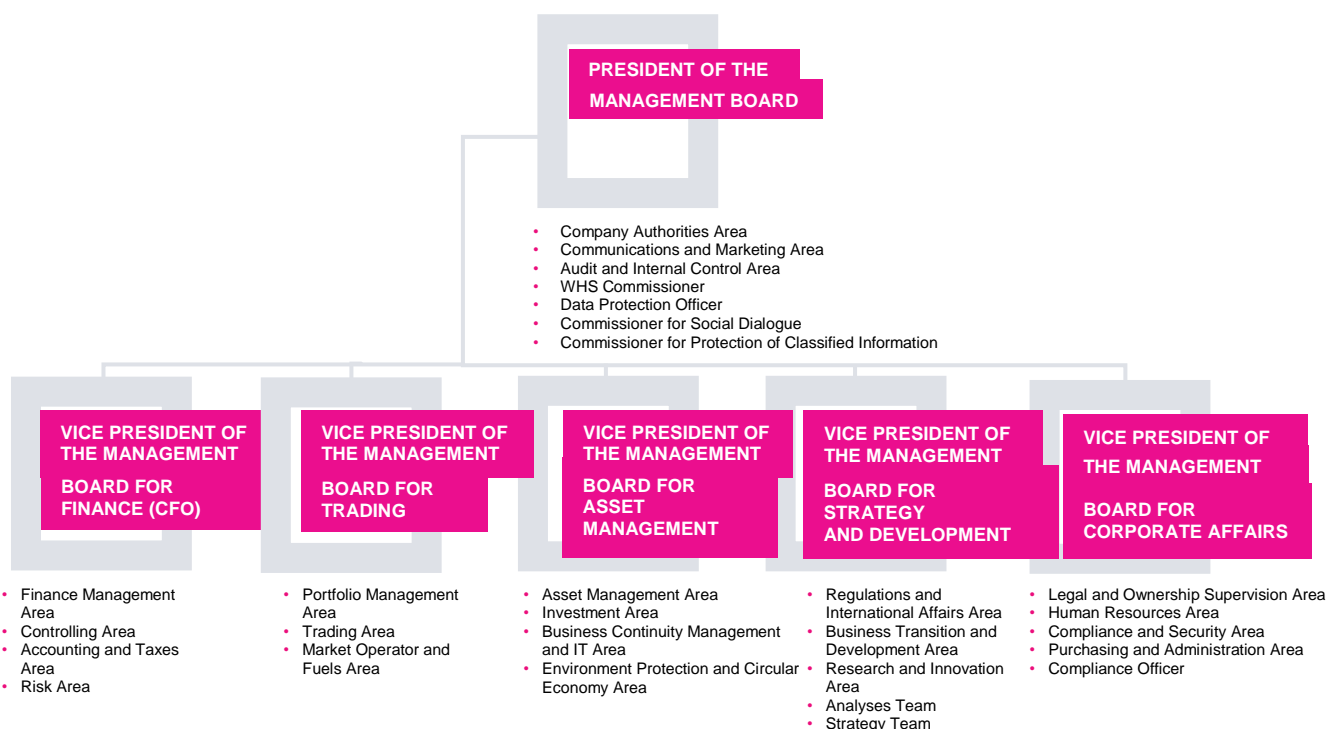 PRESIDENT OF THE
MANAGEMENT BOARD
• Company Authorities Area
• Communications and Marketing Area
• Audit and Internal Control Area
• WHS Commissioner
• Data Protection Officer
• Commissioner for Social Dialogue
• Commissioner for Protection of Classified Information
VICE PRESIDENT OF
THE MANAGEMENT
BOARD FOR
FINANCE (CFO)
• Finance Management
Area
• Controlling Area
• Accounting and Taxes
Area
• Risk Area
VICE PRESIDENT OF
THE MANAGEMENT
BOARD FOR
TRADING
• Portfolio Management
Area
• Trading Area
• Market Operator and
Fuels Area
VICE PRESIDENT OF
THE MANAGEMENT
BOARD FOR
ASSET
MANAGEMENT
• Asset Management Area
• Investment Area
• Business Continuity Management
and IT Area
• Environment Protection and Circular
Economy Area
VICE PRESIDENT OF
THE MANAGEMENT
BOARD FOR
STRATEGY
AND DEVELOPMENT
• Regulations and
International Affairs Area
• Business Transition and
Development Area
• Research and Innovation
Area
• Analyses Team
• Strategy Team
VICE PRESIDENT OF
THE MANAGEMENT
BOARD FOR
CORPORATE AFFAIRS
• Legal and Ownership Supervision Area
• Human Resources Area
• Compliance and Security Area
• Purchasing and Administration Area
• Compliance Officer